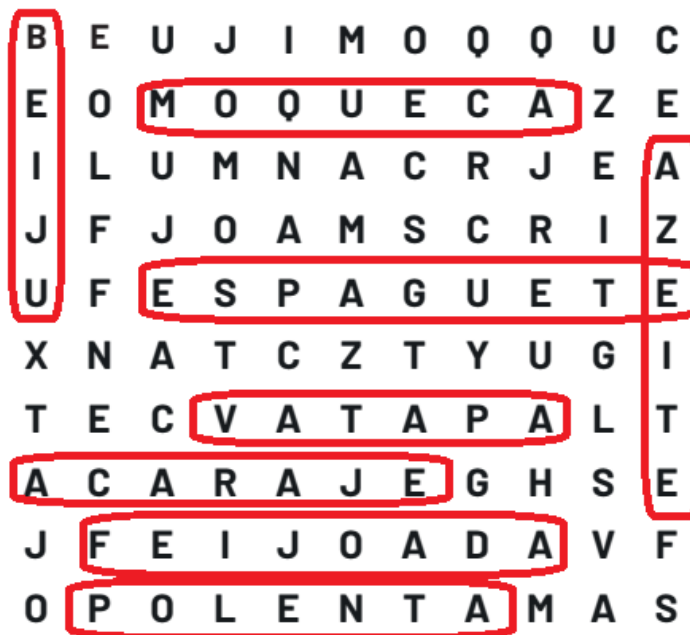 B E U J I M O Q Q U C
E O M O Q U E C A Z E
I L U M N A C R J E A
J F J O A M S C R I Z
U F E S P A G U E T E
X N A T C Z T Y U G I
T E C V A T A P A L T
A C A R A J E G H S E
J F E I J O A D A V F
O P O L E N T A M A S